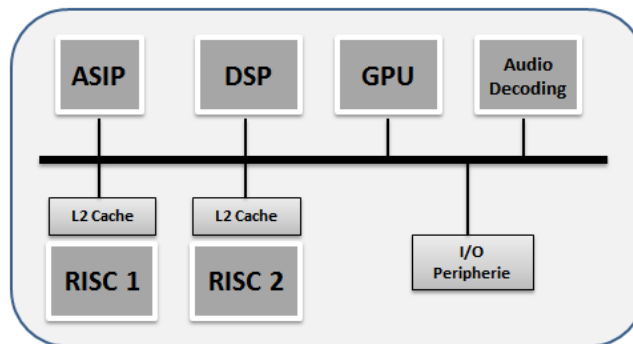 ASIP
DSP
GPU
Audio
Decoding
L2 Cache
L2 Cache
RISC 1
RISC 2
I/O
Peripherie